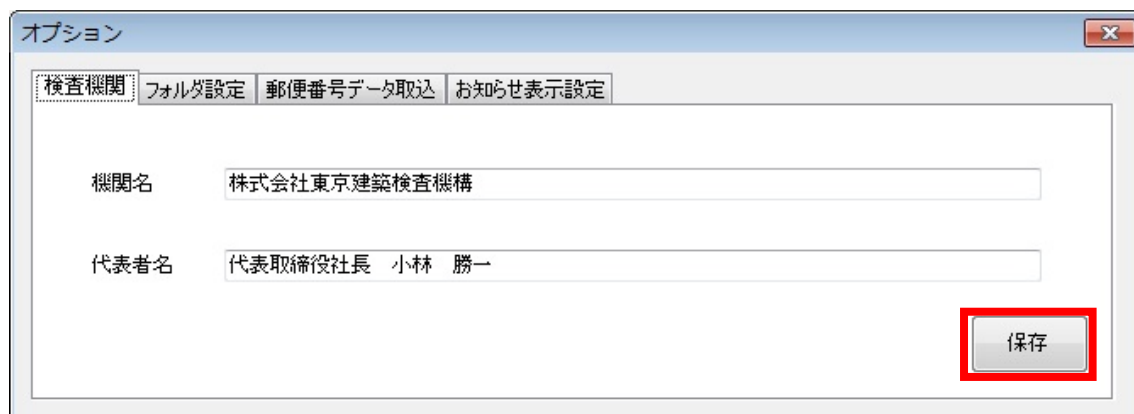 オプション
検査機関 フォルダ設定 郵便番号データ取込 お知らせ表示設定
機関名 株式会社東京建築検査機構
代表者名 代表取締役社長 小林 勝一
保存